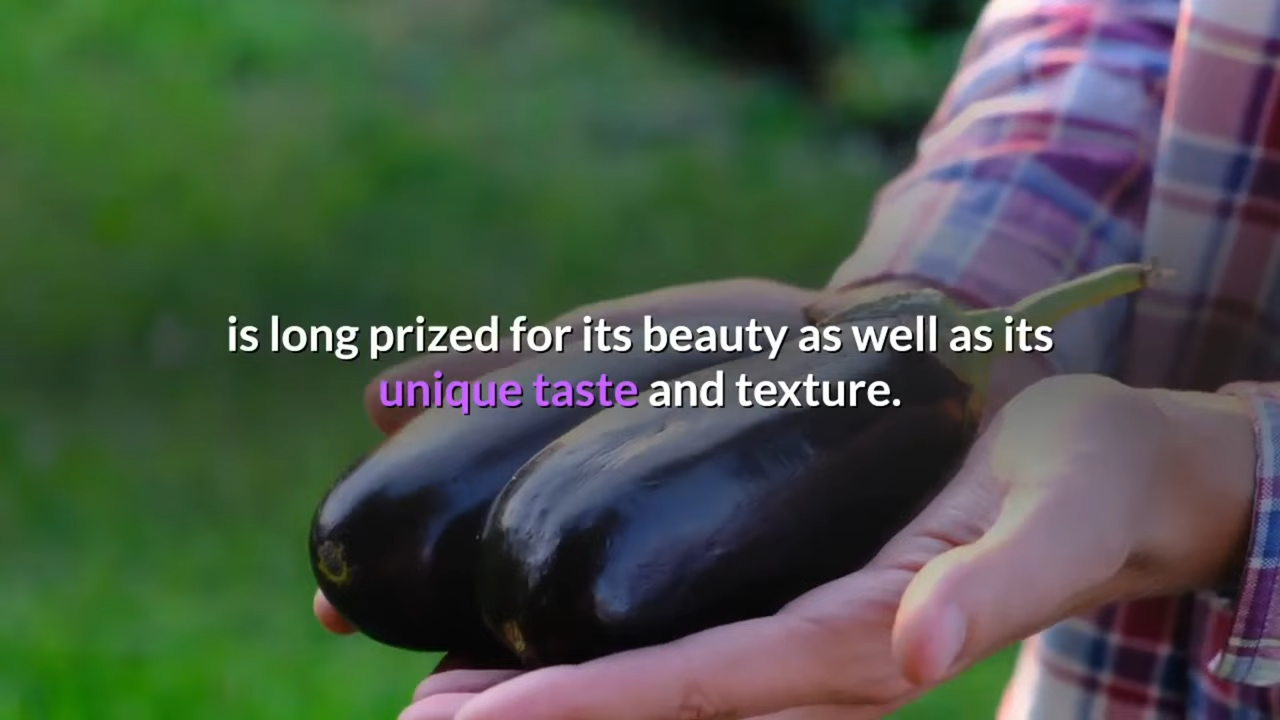 is long prized for its beauty as well as its
unique taste and texture.